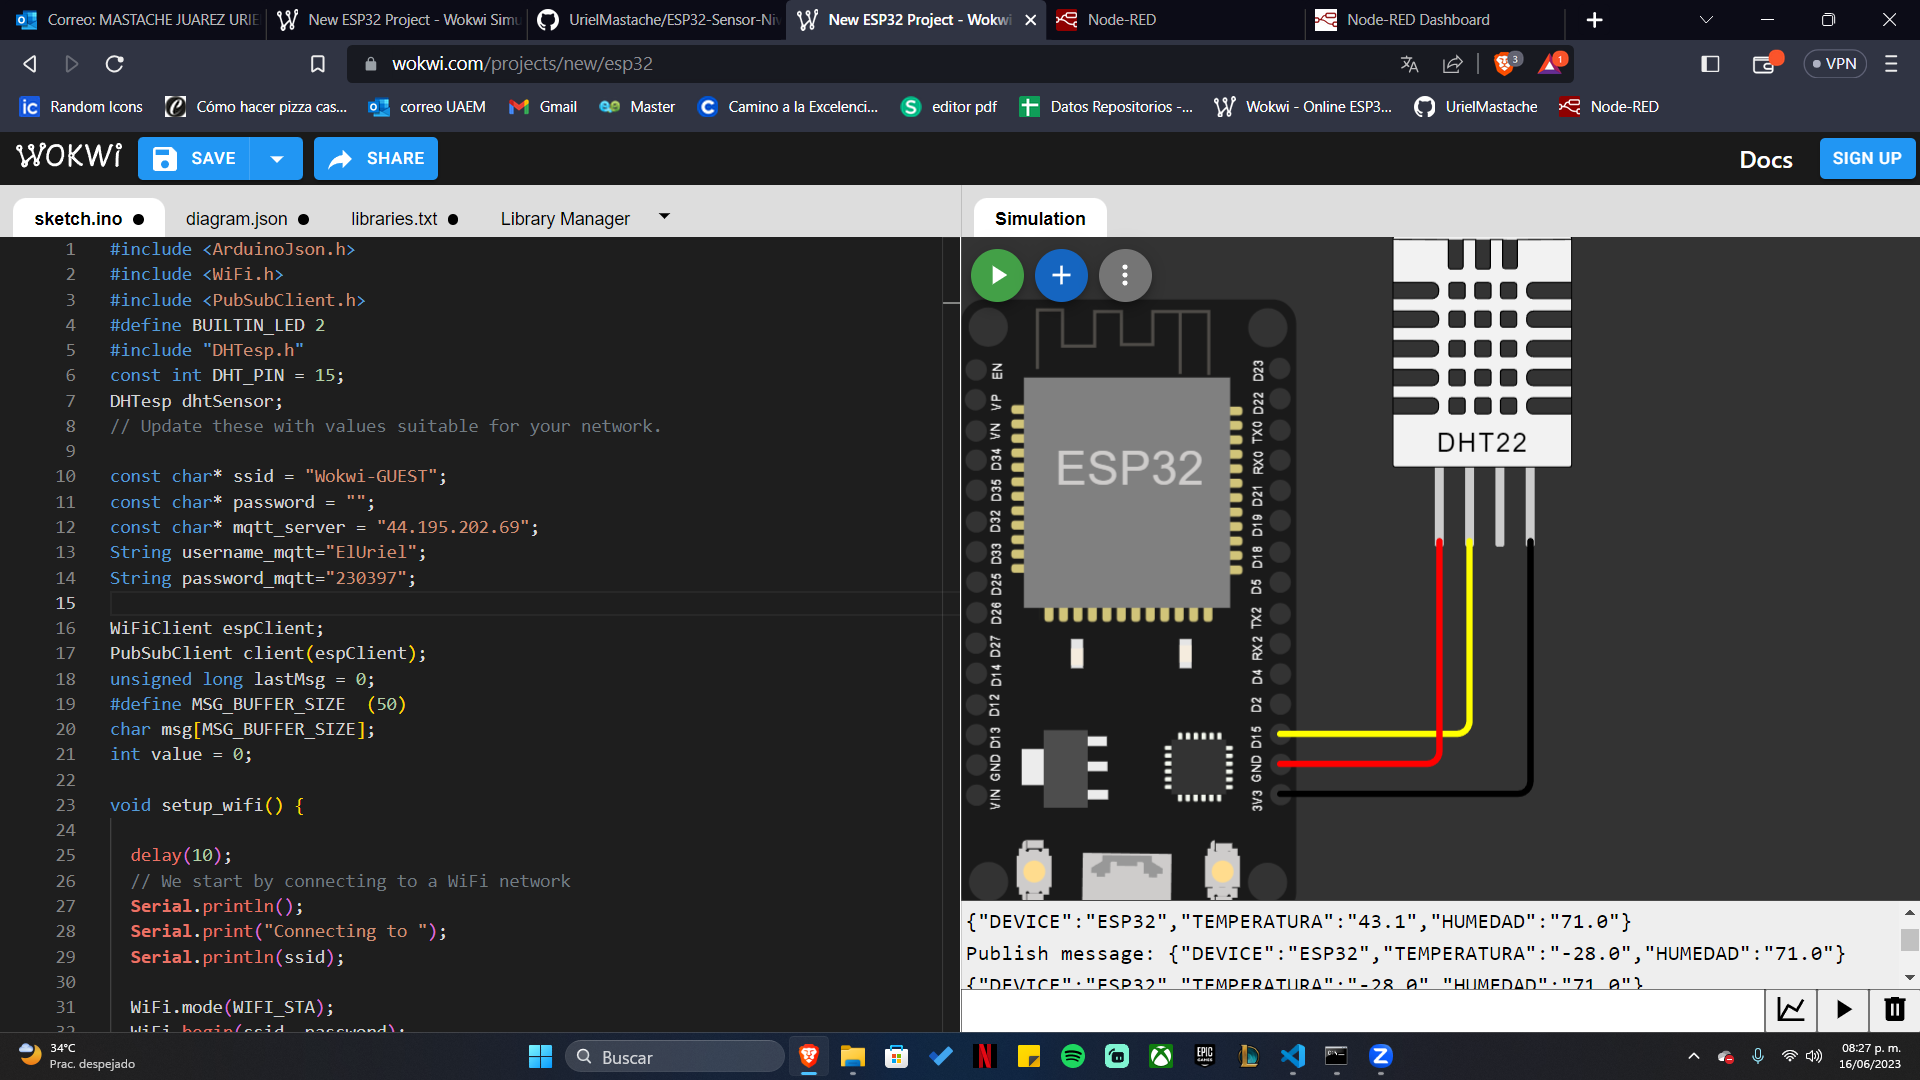 Correo: MASTACHE JUAREZ URIE
New ESP32 Project - Wokwi Simu
UrielMastache/ESP32-Sensor-Niv
New ESP32 Project - Wokwi
Node-RED
Node-RED Dashboard
wokwi.com/projects/new/esp32
3
1
VPN
Random Icons
Cómo hacer pizza cas...
correo UAEM
Gmail
Master
Camino a la Excelenci...
editor pdf
Datos Repositorios -...
Wokwi - Online ESP3...
UrielMastache
Node-RED
WOKWi
SAVE
SHARE
Docs
SIGN UP
sketch.ino
diagram.json
libraries.txt
Library Manager
Simulation
1 #include <ArduinoJson.h>
2 #include <WiFi.h>
3 #include <PubSubClient.h>
4 #define BUILTIN_LED 2
5 #include "DHTesp.h"
6 const int DHT_PIN = 15;
7 DHTesp dhtSensor;
8 // Update these with values suitable for your network.
9
10 const char* ssid = "Wokwi-GUEST";
11 const char* password = "";
12 const char* mqtt_server = "44.195.202.69";
13 String username_mqtt="ElUriel";
14 String password_mqtt="230397";
15
16 WiFiClient espClient;
17 PubSubClient client(espClient);
18 unsigned long lastMsg = 0;
19 #define MSG_BUFFER_SIZE  (50)
20 char msg[MSG_BUFFER_SIZE];
21 int value = 0;
22
23 void setup_wifi() {
24
25 delay(10);
26 // We start by connecting to a WiFi network
27 Serial.println();
28 Serial.print("Connecting to ");
29 Serial.println(ssid);
30
31 WiFi.mode(WIFI_STA);
32 WiFi.begin(ssid, password);
EN
VP
VN
D34
D35
D32
D33
D25
D26
D27
D14
D12
D13
GND
VIN
ESP32
D23
D22
TX0
RX0
D21
D19
D18
D5
TX2
RX2
D4
D2
D15
GND
3V3
DHT22
{"DEVICE":"ESP32","TEMPERATURA":"43.1","HUMEDAD":"71.0"}
Publish message: {"DEVICE":"ESP32","TEMPERATURA":"-28.0","HUMEDAD":"71.0"}
{"DEVICE":"ESP32","TEMPERATURA":"-28.0","HUMEDAD":"71.0"}
34°C
Prac. despejado
Buscar
08:27 p. m.
16/06/2023